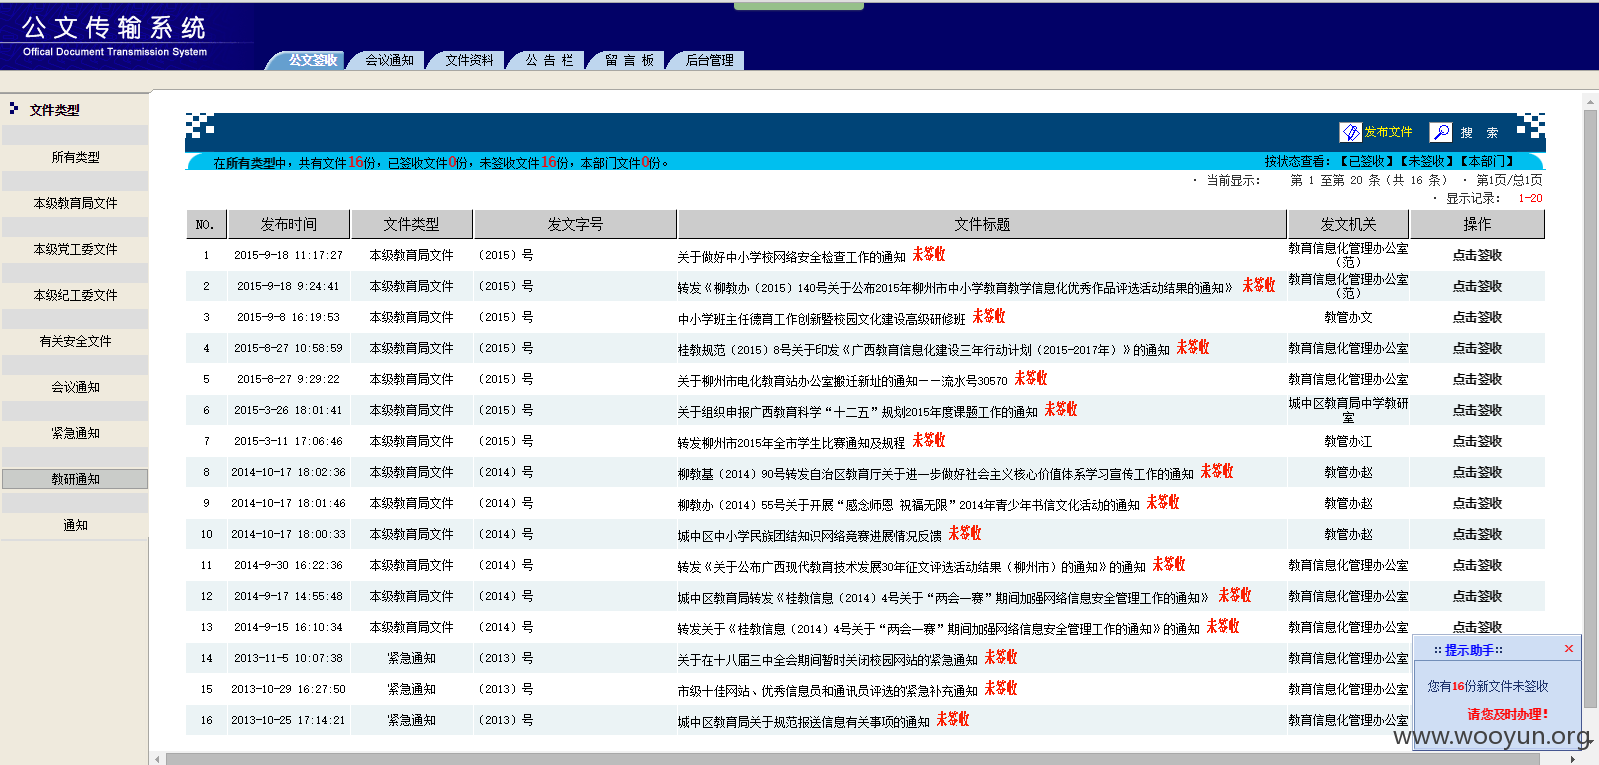 公文传输系统
Offical Document Transmission System
公文签收 会议通知 文件资料 公 告 栏 留 言 板 后台管理
文件类型
所有类型
本级教育局文件
本级党工委文件
本级纪工委文件
有关安全文件
会议通知
紧急通知
教研通知
通知
发布文件 搜 索
在所有类型中，共有文件16份，已签收文件0份，未签收文件16份，本部门文件0份。 按状态查看：【已签收】【未签收】【本部门】
· 当前显示： 第 1 至第 20 条（共 16 条） · 第1页/总1页
· 显示记录： 1-20
NO. 发布时间 文件类型 发文字号 文件标题 发文机关 操作
1 2015-9-18 11:17:27 本级教育局文件 （2015）号 关于做好中小学校网络安全检查工作的通知 未签收 教育信息化管理办公室（范） 点击签收
2 2015-9-18 9:24:41 本级教育局文件 （2015）号 转发《柳教办（2015）140号关于公布2015年柳州市中小学教育教学信息化优秀作品评选活动结果的通知》 未签收 教育信息化管理办公室（范） 点击签收
3 2015-9-8 16:19:53 本级教育局文件 （2015）号 中小学班主任德育工作创新暨校园文化建设高级研修班 未签收 教管办文 点击签收
4 2015-8-27 10:58:59 本级教育局文件 （2015）号 桂教规范（2015）8号关于印发《广西教育信息化建设三年行动计划（2015-2017年）》的通知 未签收 教育信息化管理办公室 点击签收
5 2015-8-27 9:29:22 本级教育局文件 （2015）号 关于柳州市电化教育站办公室搬迁新址的通知－－流水号30570 未签收 教育信息化管理办公室 点击签收
6 2015-3-26 18:01:41 本级教育局文件 （2015）号 关于组织申报广西教育科学“十二五”规划2015年度课题工作的通知 未签收 城中区教育局中学教研室 点击签收
7 2015-3-11 17:06:46 本级教育局文件 （2015）号 转发柳州市2015年全市学生比赛通知及规程 未签收 教管办江 点击签收
8 2014-10-17 18:02:36 本级教育局文件 （2014）号 柳教基（2014）90号转发自治区教育厅关于进一步做好社会主义核心价值体系学习宣传工作的通知 未签收 教管办赵 点击签收
9 2014-10-17 18:01:46 本级教育局文件 （2014）号 柳教办（2014）55号关于开展“感念师恩 祝福无限”2014年青少年书信文化活动的通知 未签收 教管办赵 点击签收
10 2014-10-17 18:00:33 本级教育局文件 （2014）号 城中区中小学民族团结知识网络竞赛进展情况反馈 未签收 教管办赵 点击签收
11 2014-9-30 16:22:36 本级教育局文件 （2014）号 转发《关于公布广西现代教育技术发展30年征文评选活动结果（柳州市）的通知》的通知 未签收 教育信息化管理办公室 点击签收
12 2014-9-17 14:55:48 本级教育局文件 （2014）号 城中区教育局转发《桂教信息（2014）4号关于“两会一赛”期间加强网络信息安全管理工作的通知》 未签收 教育信息化管理办公室 点击签收
13 2014-9-15 16:10:34 本级教育局文件 （2014）号 转发关于《桂教信息（2014）4号关于“两会一赛”期间加强网络信息安全管理工作的通知》的通知 未签收 教育信息化管理办公室 点击签收
14 2013-11-5 10:07:38 紧急通知 （2013）号 关于在十八届三中全会期间暂时关闭校园网站的紧急通知 未签收 教育信息化管理办公室
15 2013-10-29 16:27:50 紧急通知 （2013）号 市级十佳网站、优秀信息员和通讯员评选的紧急补充通知 未签收 教育信息化管理办公室
16 2013-10-25 17:14:21 紧急通知 （2013）号 城中区教育局关于规范报送信息有关事项的通知 未签收 教育信息化管理办公室
::提示助手:: ×
您有16份新文件未签收
请您及时办理！
www.wooyun.org